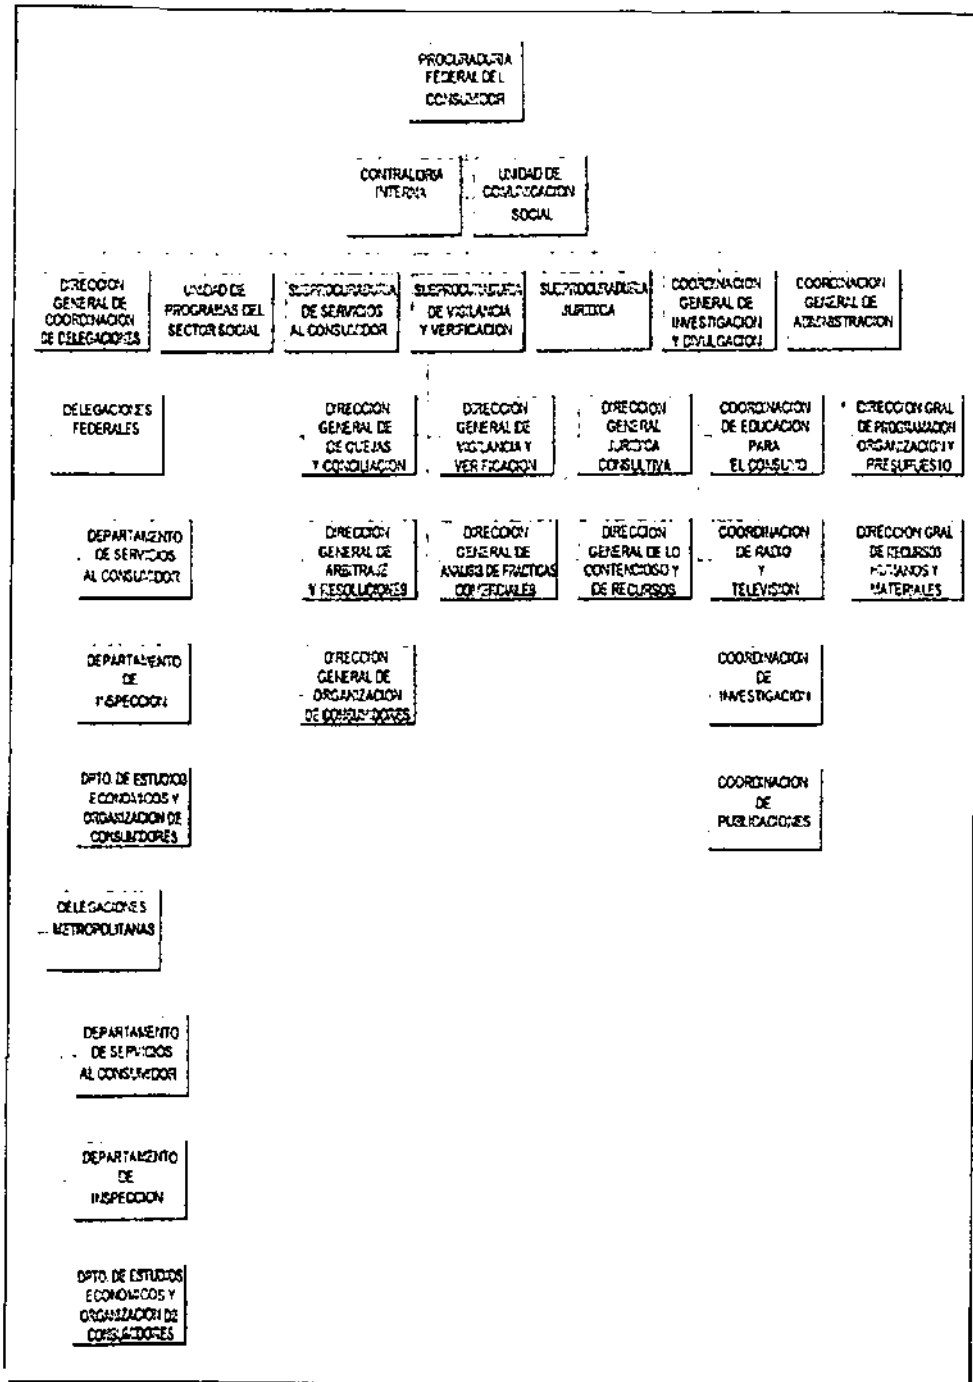 PROCURADURIA
FEDERAL DEL
CONSUMIDOR
CONTRALORIA
INTERNA
UNIDAD DE
COMUNICACION
SOCIAL
DIRECCION
GENERAL DE
COORDINACION
DE DELEGACIONES
UNIDAD DE
PROGRAMAS DEL
SECTOR SOCIAL
SUBPROCURADURIA
DE SERVICIOS
AL CONSUMIDOR
SUBPROCURADURIA
DE VIGILANCIA
Y VERIFICACION
SUBPROCURADURIA
JURIDICA
COORDINACION
GENERAL DE
INVESTIGACION
Y DIVULGACION
COORDINACION
GENERAL DE
ADMINISTRACION
DELEGACIONES
FEDERALES
DIRECCION
GENERAL DE
DE QUEJAS
Y CONCILIACION
DIRECCION
GENERAL DE
VIGILANCIA Y
VERIFICACION
DIRECCION
GENERAL
JURIDICA
CONSULTIVA
COORDINACION
DE EDUCACION
PARA
EL CONSUMO
DIRECCION GRAL
DE PROGRAMACION
ORGANIZACION Y
PRESUPUESTO
DEPARTAMENTO
DE SERVICIOS
AL CONSUMIDOR
DIRECCION
GENERAL DE
ARBITRAJE
Y RESOLUCIONES
DIRECCION
GENERAL DE
ANALISIS DE PRACTICAS
COMERCIALES
DIRECCION
GENERAL DE LO
CONTENCIOSO Y
DE RECURSOS
COORDINACION
DE RADIO
Y
TELEVISION
DIRECCION GRAL
DE RECURSOS
HUMANOS Y
MATERIALES
DEPARTAMENTO
DE
INSPECCION
DIRECCION
GENERAL DE
ORGANIZACION
DE CONSUMIDORES
COORDINACION
DE
INVESTIGACION
DPTO. DE ESTUDIOS
ECONOMICOS Y
ORGANIZACION DE
CONSUMIDORES
COORDINACION
DE
PUBLICACIONES
DELEGACIONES
METROPOLITANAS
DEPARTAMENTO
DE SERVICIOS
AL CONSUMIDOR
DEPARTAMENTO
DE
INSPECCION
DPTO. DE ESTUDIOS
ECONOMICOS Y
ORGANIZACION DE
CONSUMIDORES